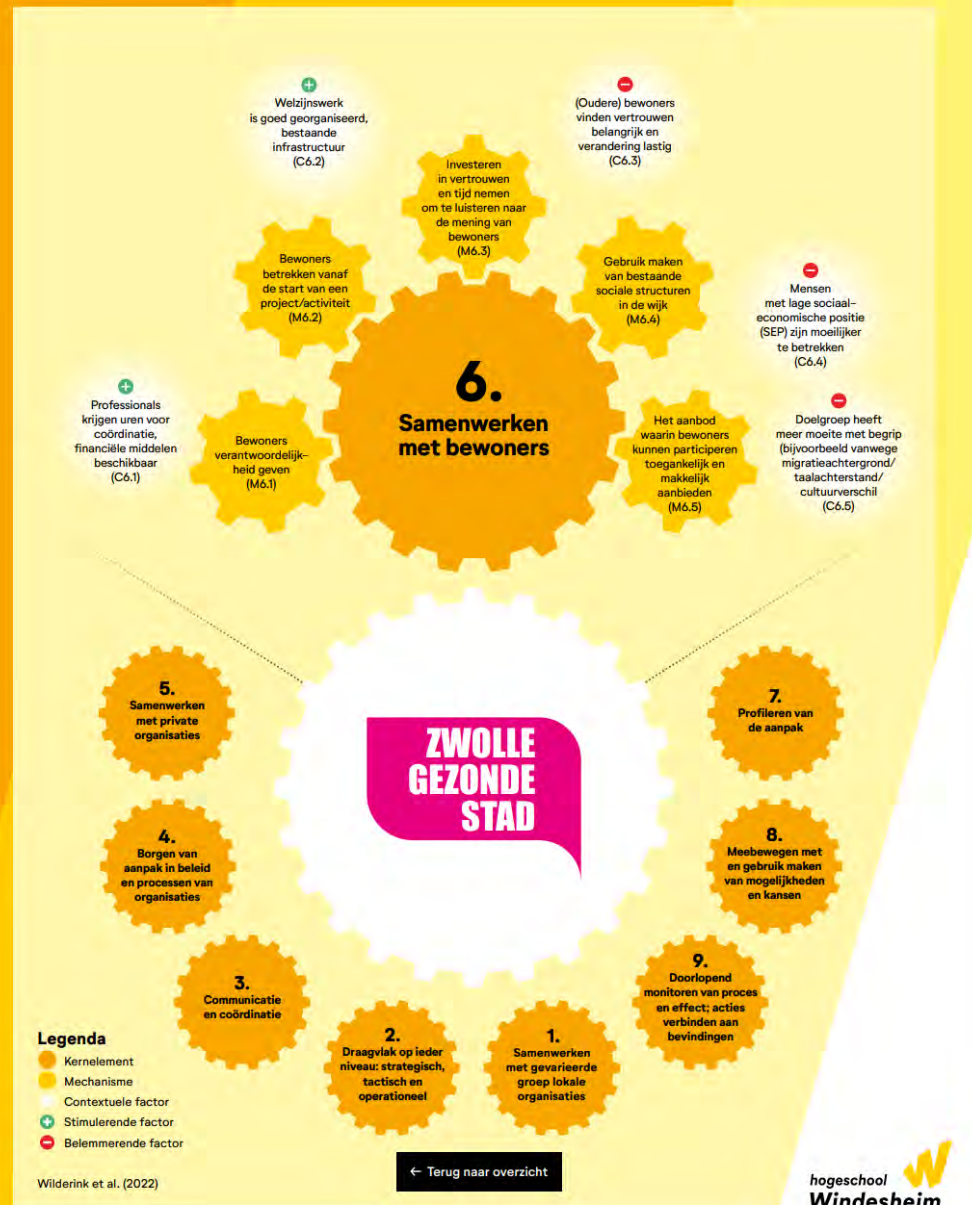 Welzijnswerk
is goed georganiseerd,
bestaande
infrastructuur
(C6.2)
(Oudere) bewoners
vinden vertrouwen
belangrijk en
verandering lastig
(C6.3)
Investeren
in vertrouwen
en tijd nemen
om te luisteren naar
de mening van
bewoners
(M6.3)
Bewoners
betrekken vanaf
de start van een
project/activiteit
(M6.2)
Gebruik maken
van bestaande
sociale structuren
in de wijk
(M6.4)
Mensen
met lage sociaal-
economische positie
(SEP) zijn moeilijker
te betrekken
(C6.4)
6.
Samenwerken
met bewoners
Professionals
krijgen uren voor
coördinatie,
financiële middelen
beschikbaar
(C6.1)
Bewoners
verantwoordelijk-
heid geven
(M6.1)
Het aanbod
waarin bewoners
kunnen participeren
toegankelijk en
makkelijk
aanbieden
(M6.5)
Doelgroep heeft
meer moeite met begrip
(bijvoorbeeld vanwege
migratieachtergrond/
taalachterstand/
cultuurverschil
(C6.5)
5.
Samenwerken
met private
organisaties
7.
Profileren van
de aanpak
ZWOLLE
GEZONDE
STAD
4.
Borgen van
aanpak in beleid
en processen van
organisaties
8.
Meebewegen met
en gebruik maken
van mogelijkheden
en kansen
3.
Communicatie
en coördinatie
9.
Doorlopend
monitoren van proces
en effect; acties
verbinden aan
bevindingen
2.
Draagvlak op ieder
niveau: strategisch,
tactisch en
operationeel
1.
Samenwerken
met gevarieerde
groep lokale
organisaties
Legenda
Kernelement
Mechanisme
Contextuele factor
Stimulerende factor
Belemmerende factor
← Terug naar overzicht
Wilderink et al. (2022)
hogeschool
Windesheim